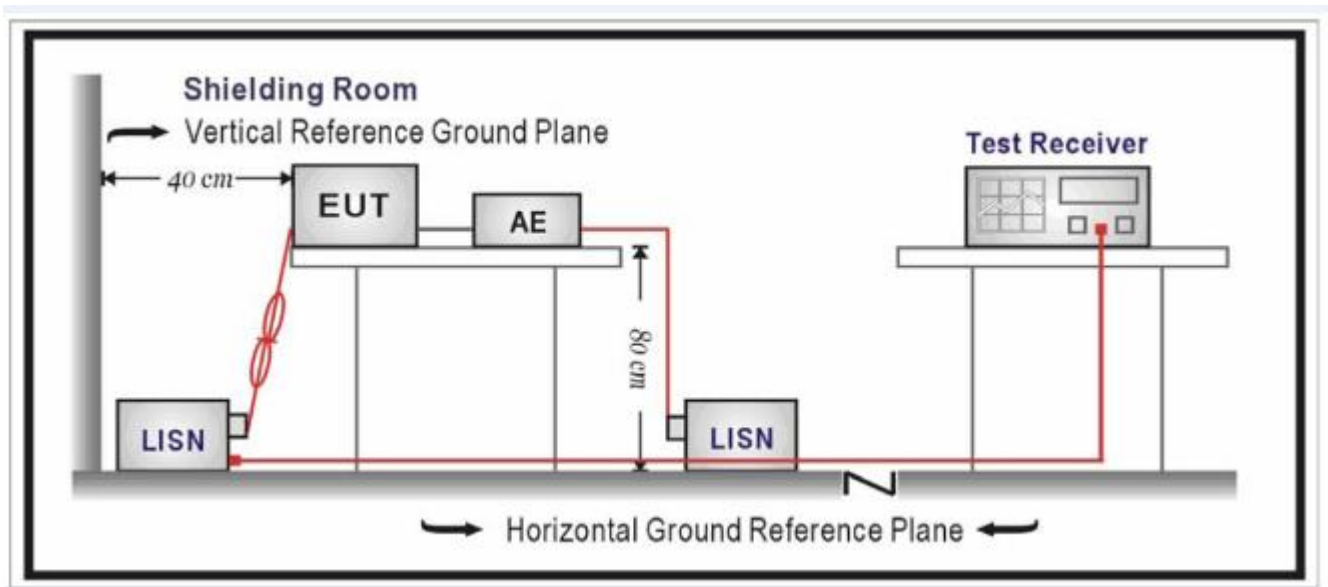 Shielding Room
Vertical Reference Ground Plane
Test Receiver
40 cm
EUT
AE
80 cm
LISN
LISN
Horizontal Ground Reference Plane